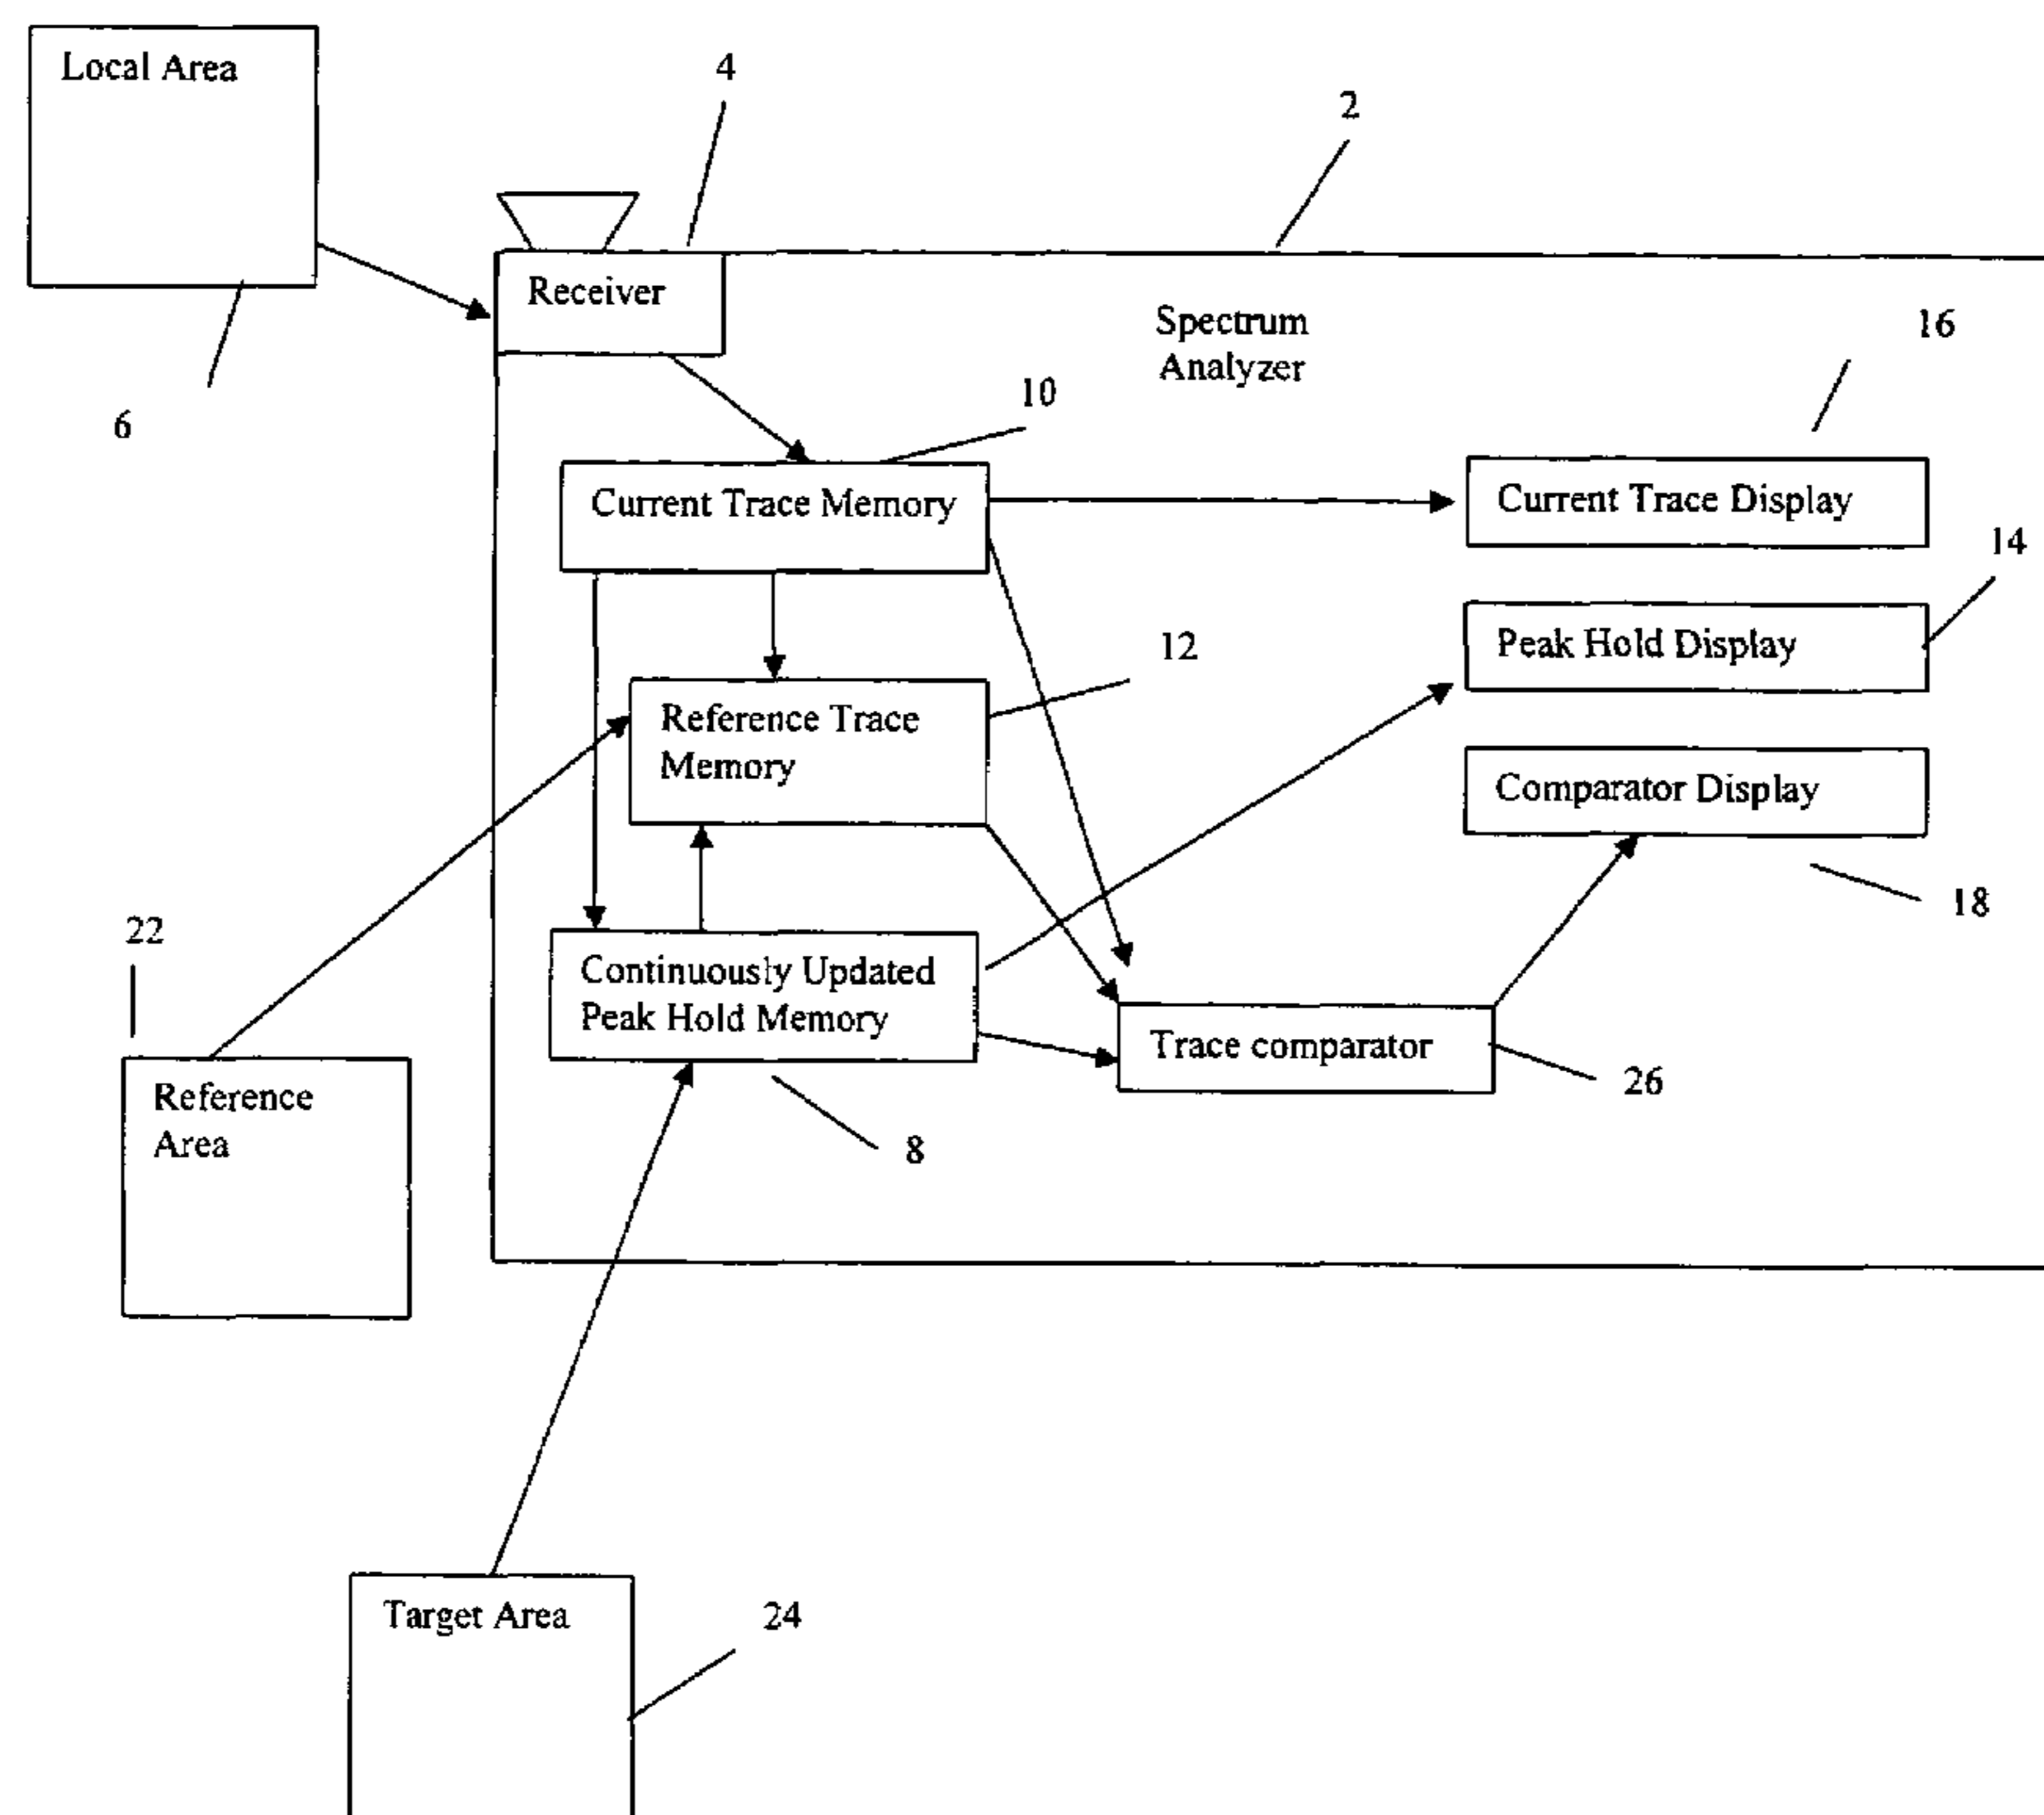 Local Area
4
2
Receiver
Spectrum
Analyzer
16
10
6
Current Trace Memory
Current Trace Display
14
12
Peak Hold Display
Reference Trace
Memory
Comparator Display
18
22
Continuously Updated
Peak Hold Memory
Trace comparator
26
Reference
Area
8
Target Area
24